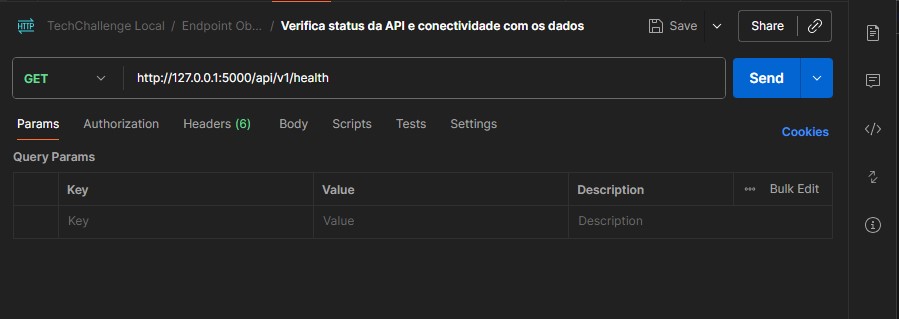 HTTP TechChallenge Local / Endpoint Ob... / Verifica status da API e conectividade com os dados Save Share
GET http://127.0.0.1:5000/api/v1/health Send
Params Authorization Headers (6) Body Scripts Tests Settings Cookies
Query Params
Key Value Description Bulk Edit
Key Value Description